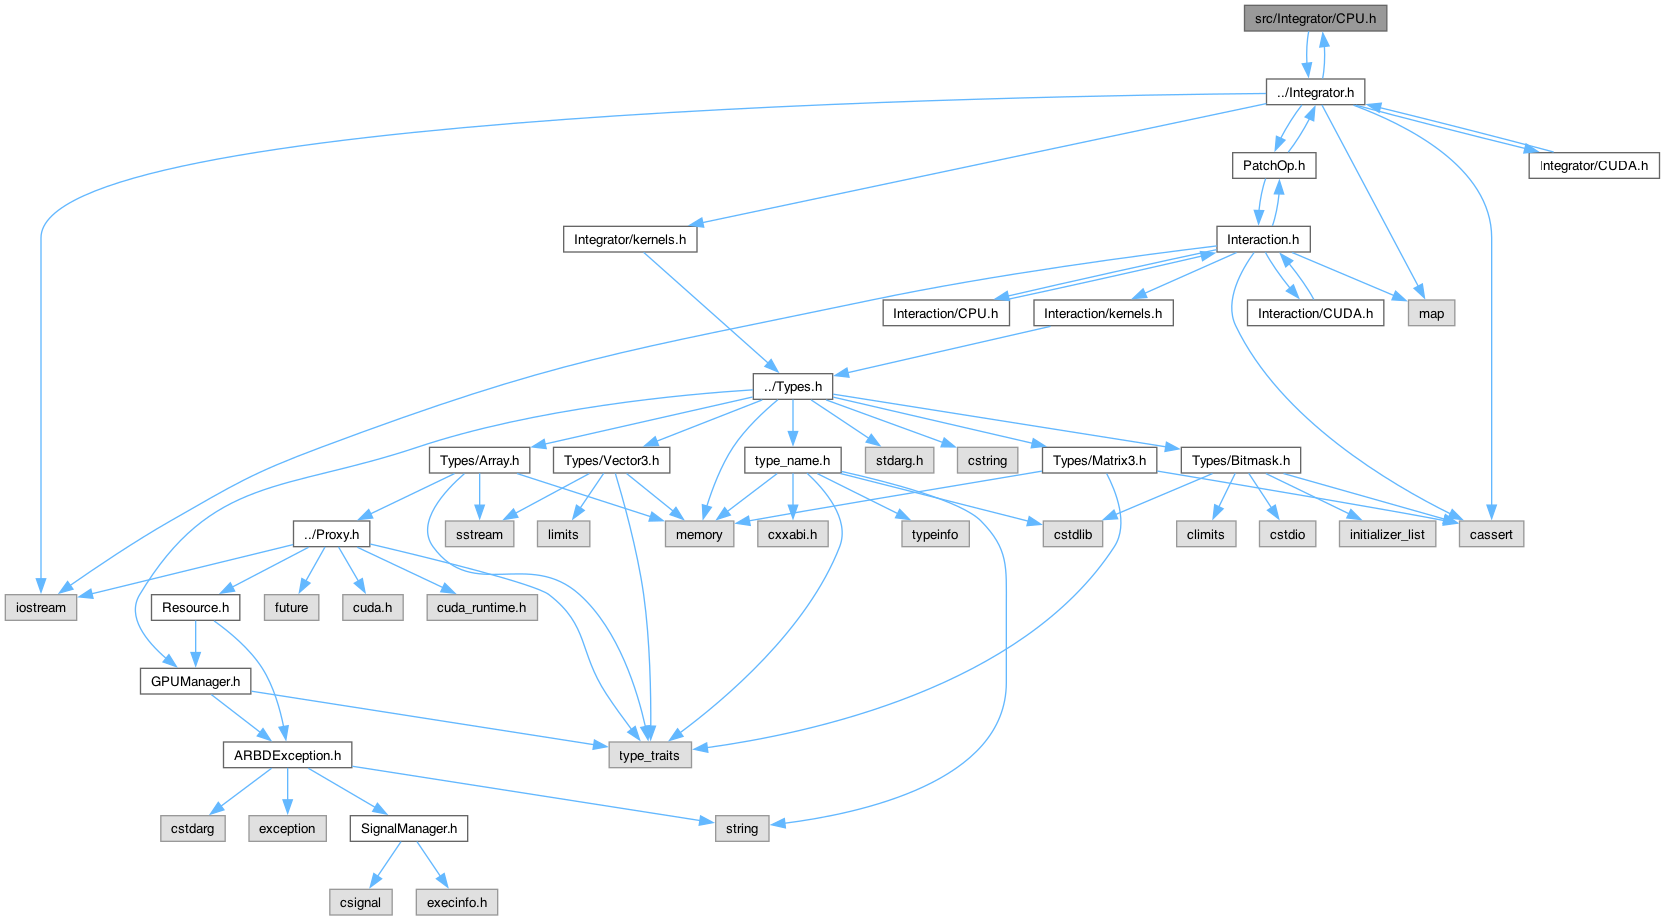 src/Integrator/CPU.h
../Integrator.h
PatchOp.h
Integrator/CUDA.h
Integrator/kernels.h
Interaction.h
Interaction/CPU.h
Interaction/kernels.h
Interaction/CUDA.h
map
../Types.h
Types/Array.h
Types/Vector3.h
type_name.h
stdarg.h
cstring
Types/Matrix3.h
Types/Bitmask.h
../Proxy.h
sstream
limits
memory
cxxabi.h
typeinfo
cstdlib
climits
cstdio
initializer_list
cassert
iostream
Resource.h
future
cuda.h
cuda_runtime.h
GPUManager.h
ARBDException.h
type_traits
cstdarg
exception
SignalManager.h
string
csignal
execinfo.h